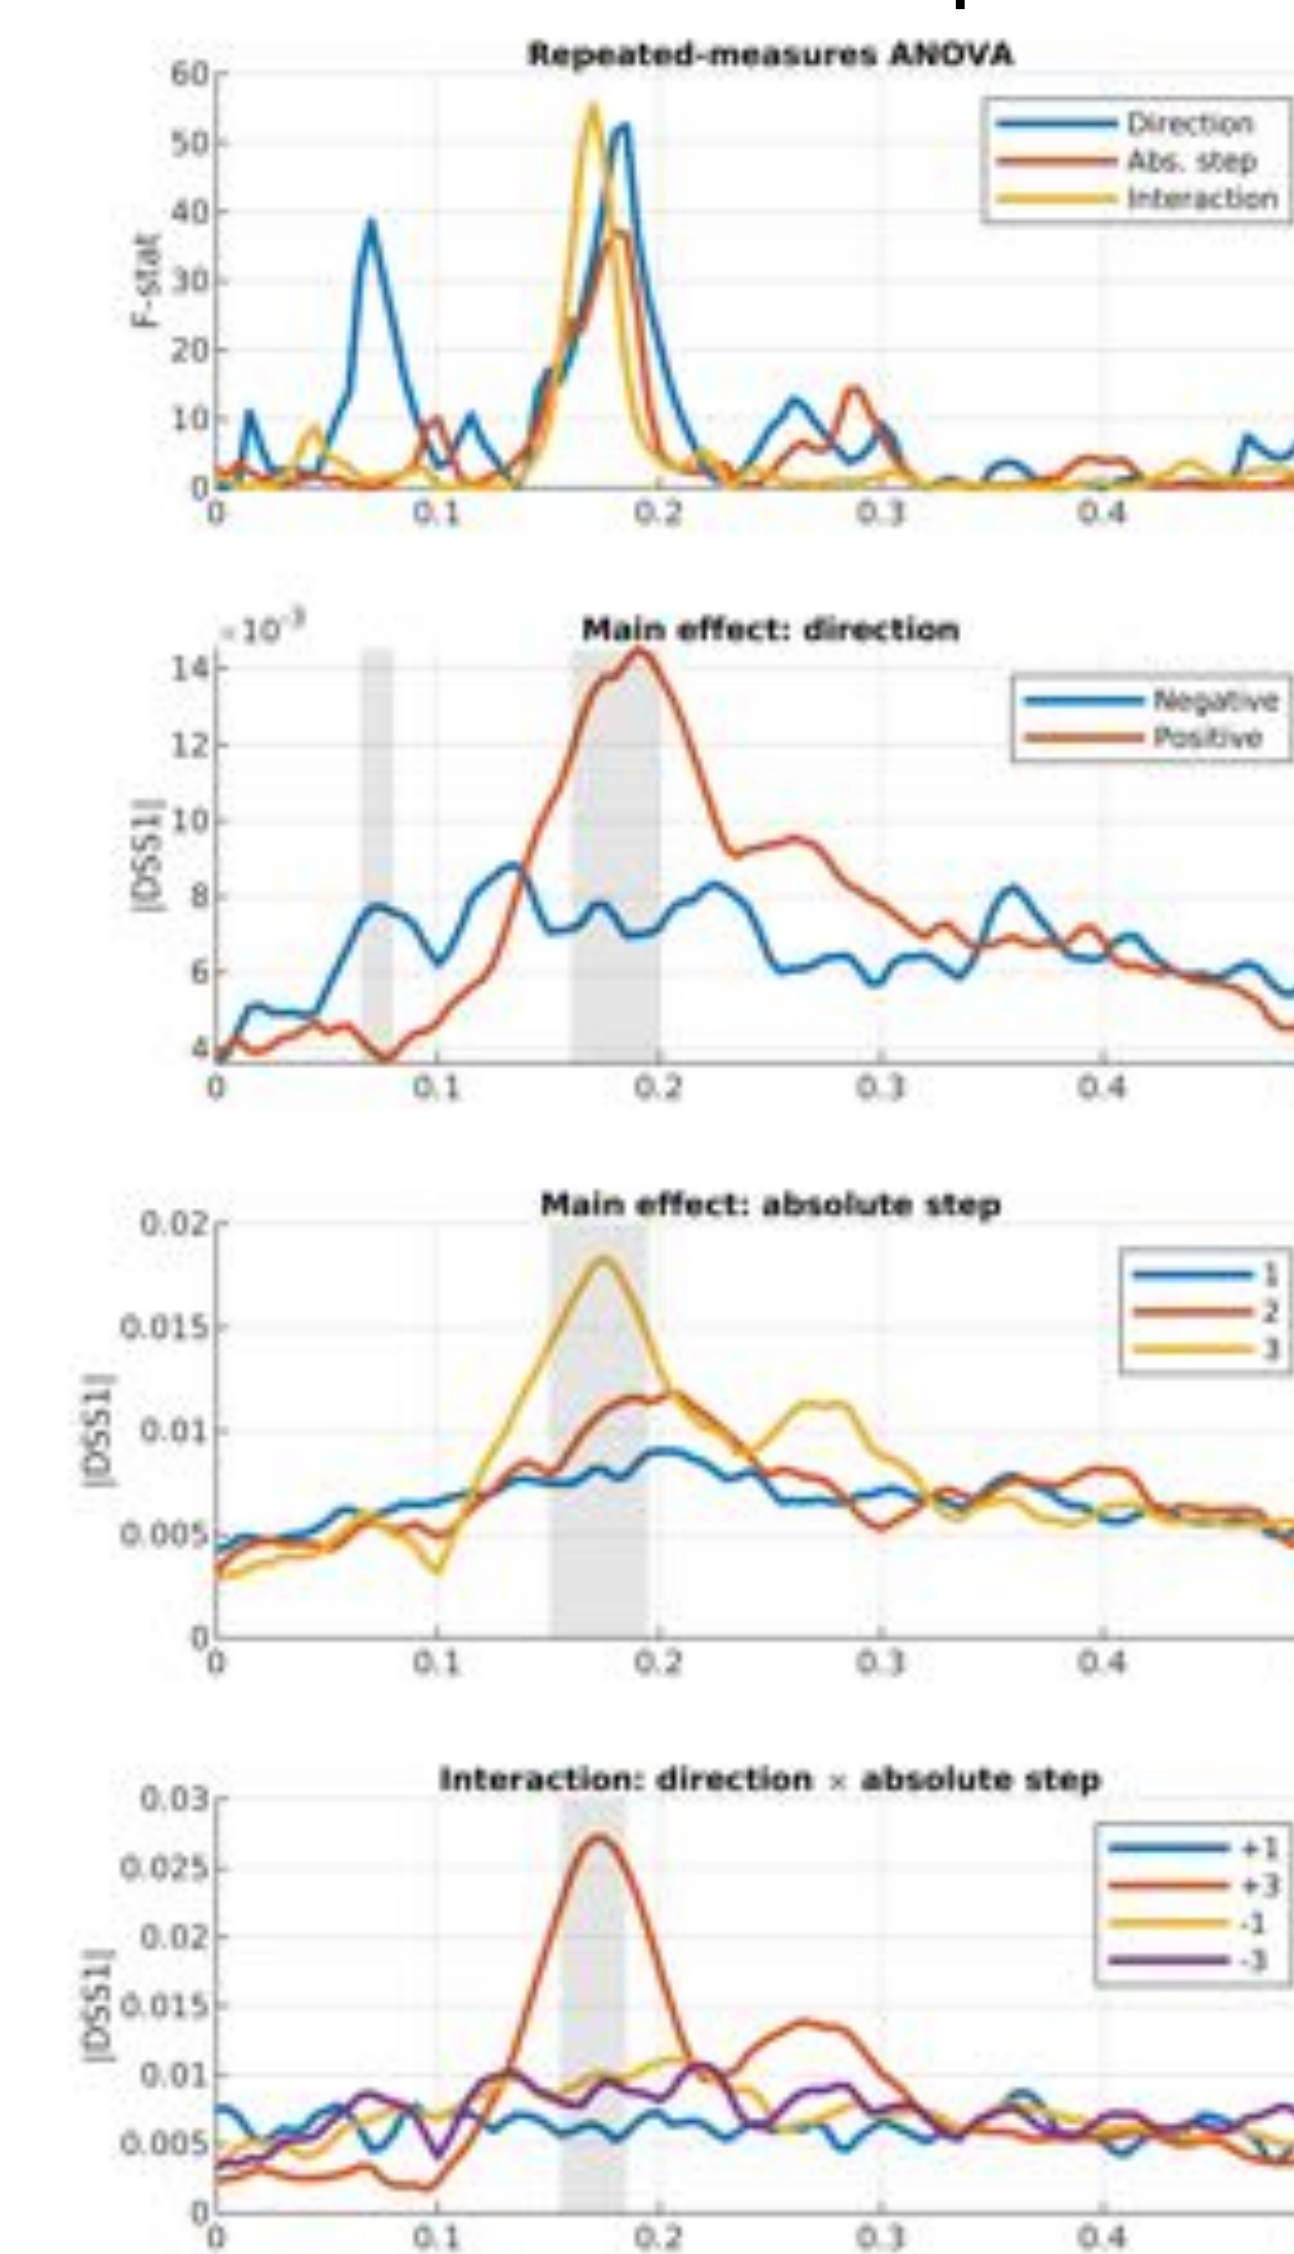 Repeated-measures ANOVA
60
50
40
30
20
10
0
F-stat
Direction
Abs. step
Interaction
0 0.1 0.2 0.3 0.4
×10⁻³
Main effect: direction
14
12
10
8
6
4
|DSS1|
Negative
Positive
0 0.1 0.2 0.3 0.4
Main effect: absolute step
0.02
0.015
0.01
0.005
0
|DSS1|
1
2
3
0 0.1 0.2 0.3 0.4
Interaction: direction × absolute step
0.03
0.025
0.02
0.015
0.01
0.005
0
|DSS1|
+1
+3
-1
-3
0 0.1 0.2 0.3 0.4